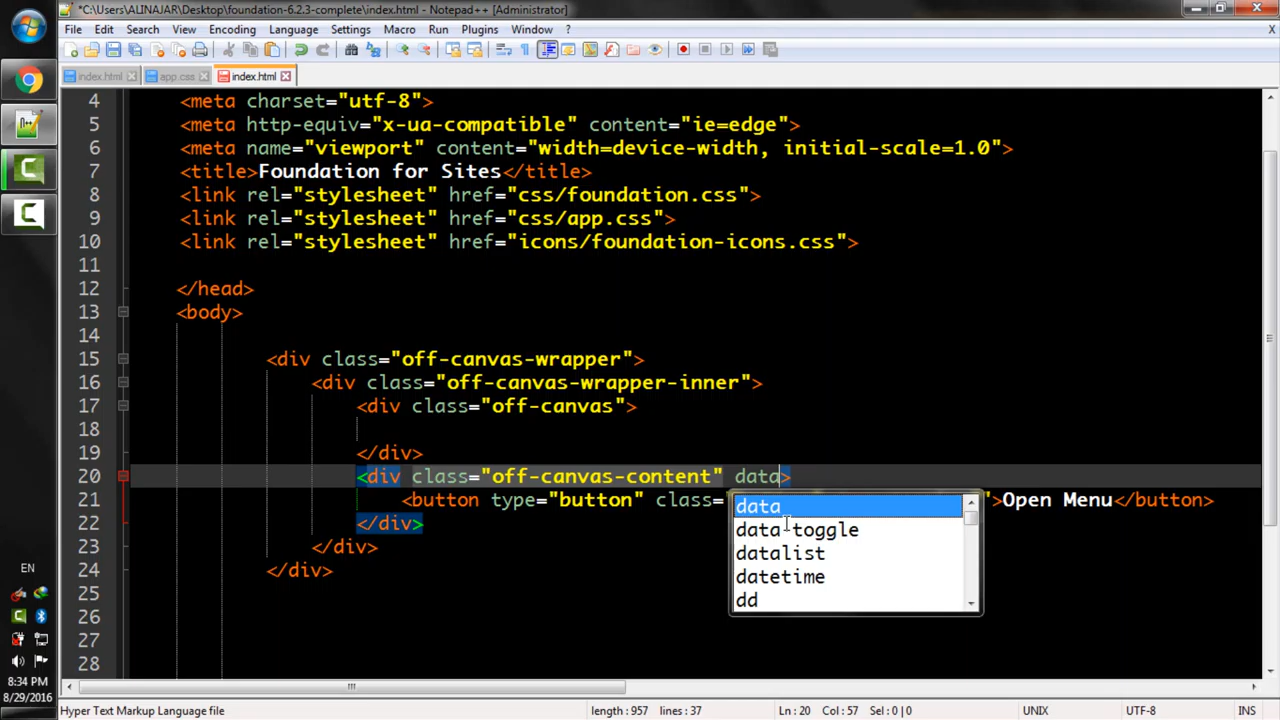 *C:\Users\ALINAJAR\Desktop\foundation-6.2.3-complete\index.html - Notepad++ [Administrator]
File Edit Search View Encoding Language Settings Macro Run Plugins Window ?
index.html app.css index.html
4 <meta charset="utf-8">
5 <meta http-equiv="x-ua-compatible" content="ie=edge">
6 <meta name="viewport" content="width=device-width, initial-scale=1.0">
7 <title>Foundation for Sites</title>
8 <link rel="stylesheet" href="css/foundation.css">
9 <link rel="stylesheet" href="css/app.css">
10 <link rel="stylesheet" href="icons/foundation-icons.css">
11
12 </head>
13 <body>
14
15 <div class="off-canvas-wrapper">
16 <div class="off-canvas-wrapper-inner">
17 <div class="off-canvas">
18
19 </div>
20 <div class="off-canvas-content" data>
21 <button type="button" class=" ">Open Menu</button>
22 </div>
23 </div>
24 </div>
25
26
27
28
data
data-toggle
datalist
datetime
dd
EN
8:34 PM
8/29/2016
Hyper Text Markup Language file length : 957 lines : 37 Ln : 20 Col : 57 Sel : 0 | 0 UNIX UTF-8 INS